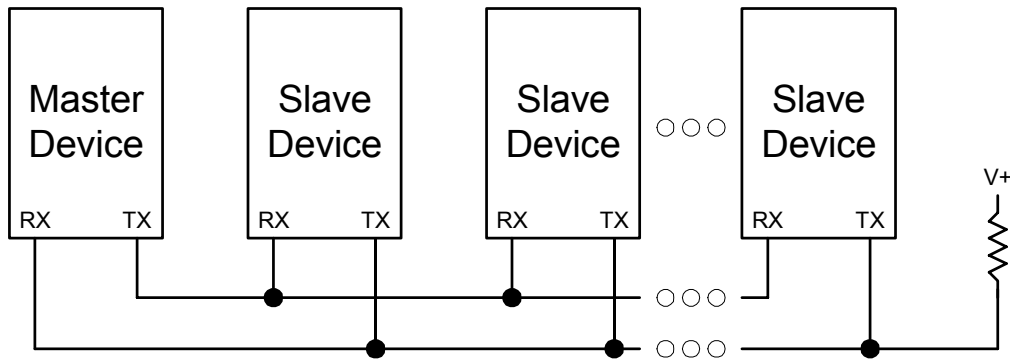 Master
Device
Slave
Device
Slave
Device
Slave
Device
V+
RX TX
RX TX
RX TX
RX TX